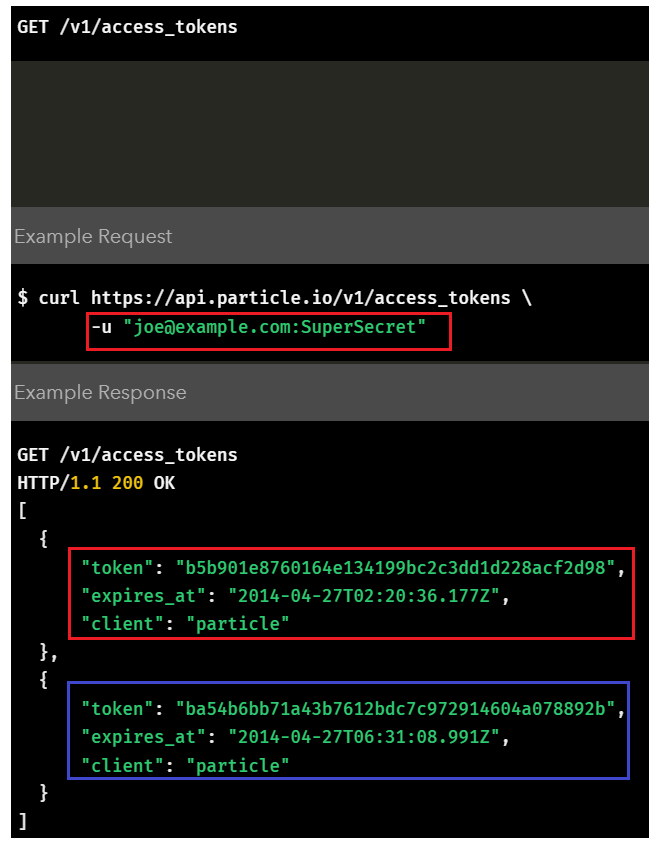 GET /v1/access_tokens
Example Request
$ curl https://api.particle.io/v1/access_tokens \
-u "joe@example.com:SuperSecret"
Example Response
GET /v1/access_tokens
HTTP/1.1 200 OK
[
{
"token": "b5b901e8760164e134199bc2c3dd1d228acf2d98",
"expires_at": "2014-04-27T02:20:36.177Z",
"client": "particle"
},
{
"token": "ba54b6bb71a43b7612bdc7c972914604a078892b",
"expires_at": "2014-04-27T06:31:08.991Z",
"client": "particle"
}
]